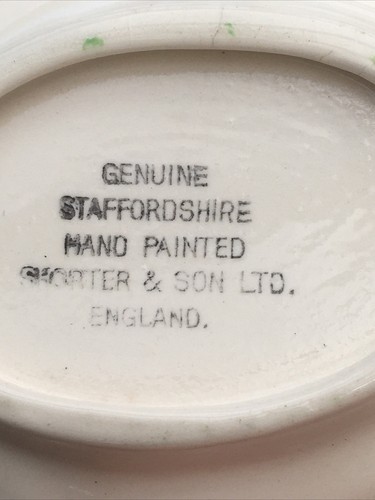 GENUINE
STAFFORDSHIRE
HAND PAINTED
SHORTER & SON LTD.
ENGLAND.